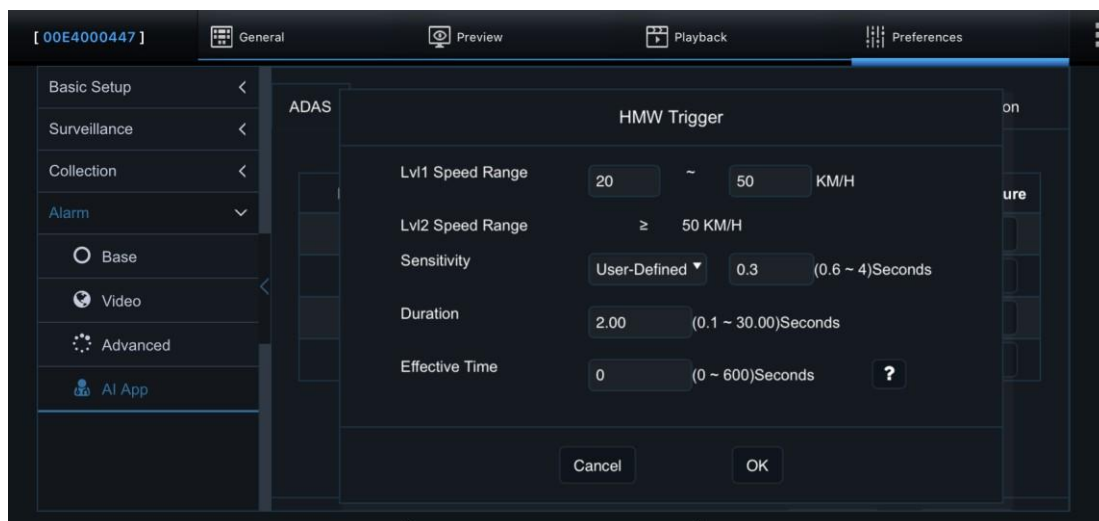 [ 00E4000447 ] General Preview Playback Preferences
Basic Setup
Surveillance
Collection
Alarm
Base
Video
Advanced
AI App
ADAS
on
ure
HMW Trigger
Lvl1 Speed Range 20 ~ 50 KM/H
Lvl2 Speed Range ≥ 50 KM/H
Sensitivity User-Defined 0.3 (0.6 ~ 4)Seconds
Duration 2.00 (0.1 ~ 30.00)Seconds
Effective Time 0 (0 ~ 600)Seconds ?
Cancel OK